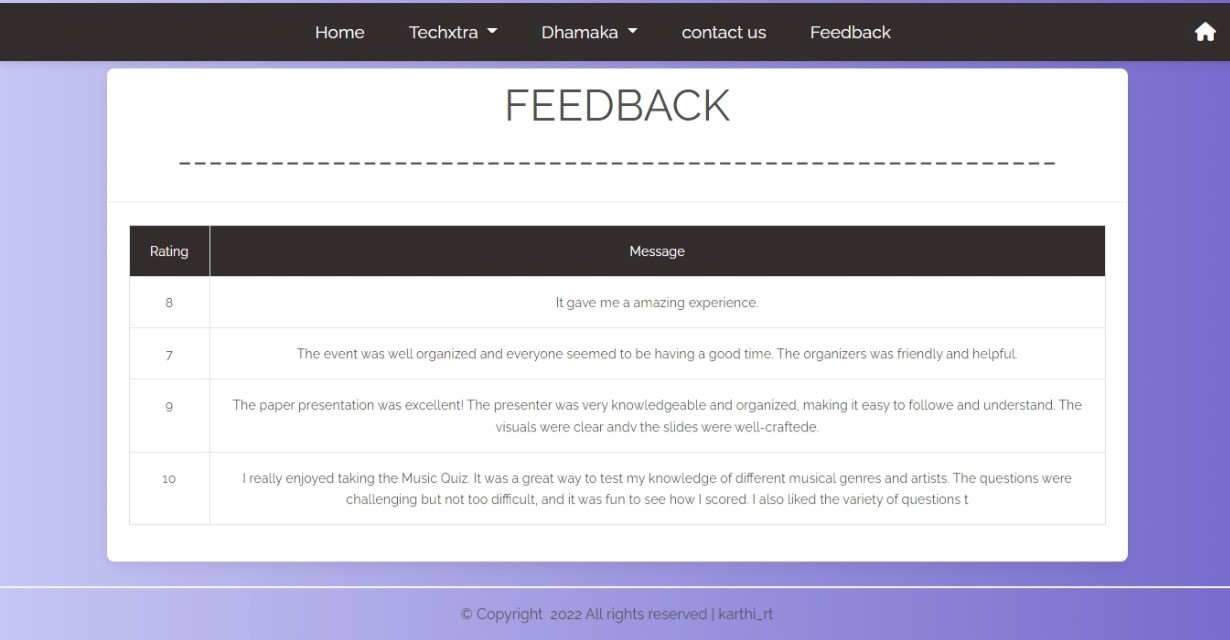 Home Techxtra Dhamaka contact us Feedback
FEEDBACK
Rating Message
8 It gave me a amazing experience.
7 The event was well organized and everyone seemed to be having a good time. The organizers was friendly and helpful.
9 The paper presentation was excellent! The presenter was very knowledgeable and organized, making it easy to followe and understand. The
visuals were clear andv the slides were well-craftede.
10 I really enjoyed taking the Music Quiz. It was a great way to test my knowledge of different musical genres and artists. The questions were
challenging but not too difficult, and it was fun to see how I scored. I also liked the variety of questions t
© Copyright 2022 All rights reserved | karthi_rt